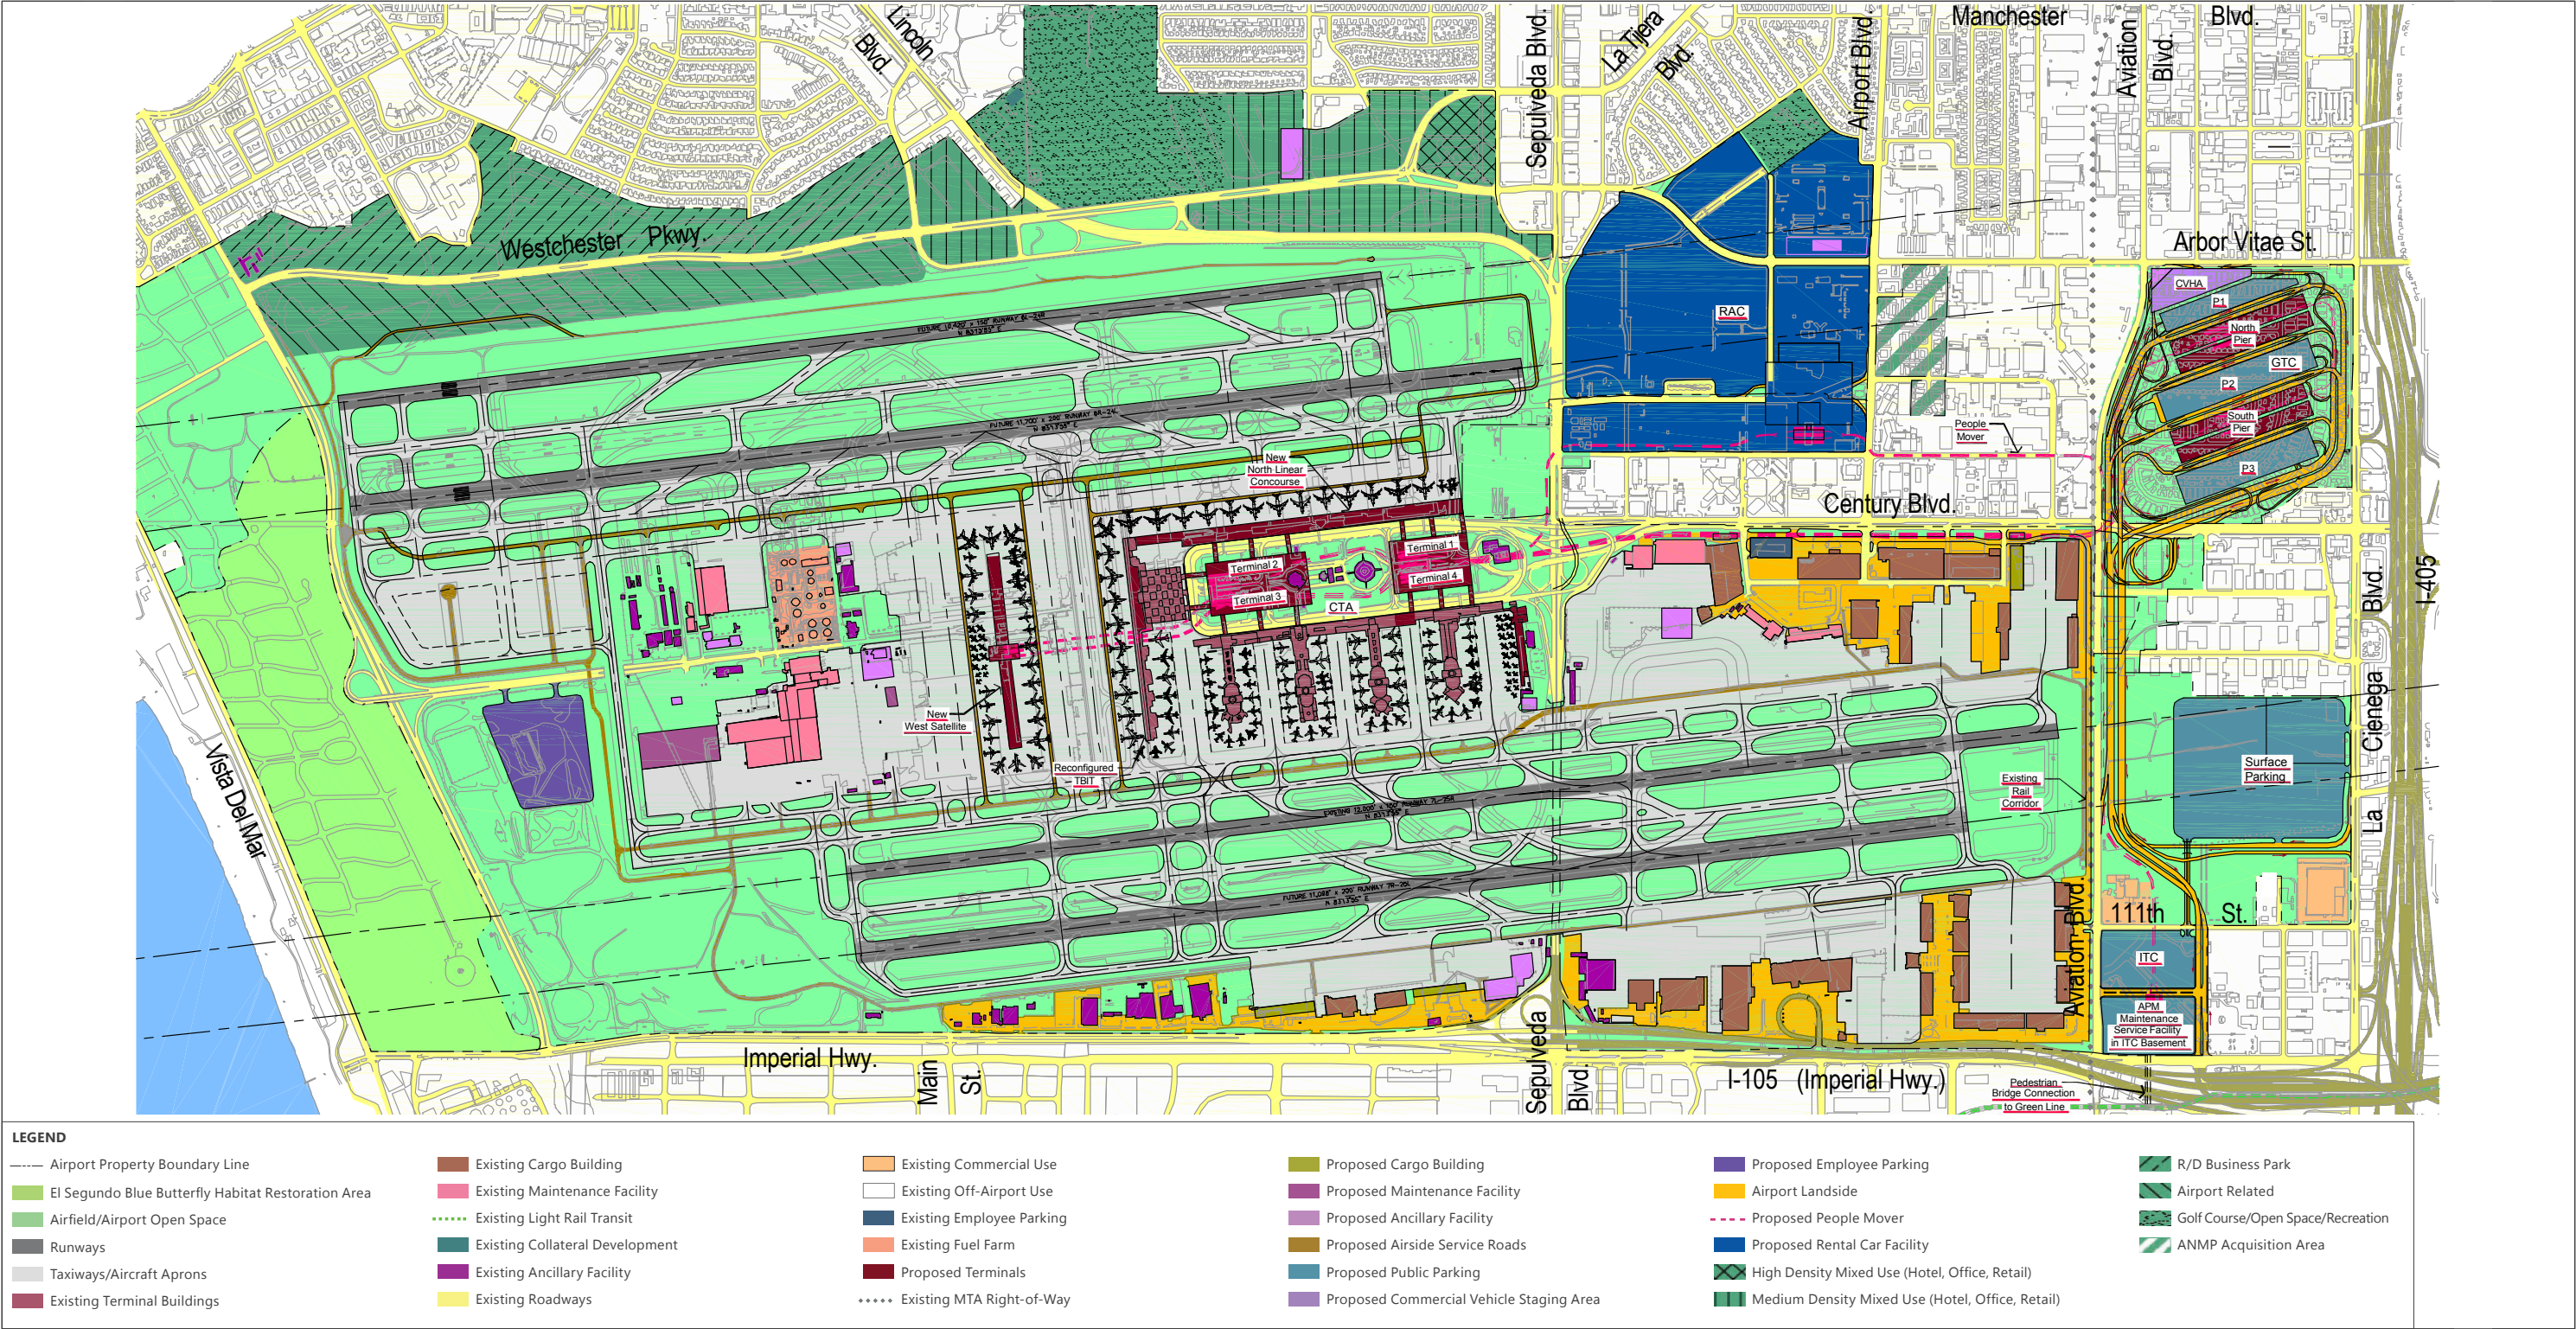 Lincoln
Blvd.
Sepulveda Blvd.
La Tijera
Blvd.
Airport Blvd.
Manchester
Aviation
Blvd.
Blvd.
Westchester Pkwy.
Arbor Vitae St.
CVHA
P1
North
Pier
GTC
P2
South
Pier
P3
RAC
People
Mover
FUTURE 11,700' x 200' RUNWAY 6R-24L
N 83°13'55" E
New
North Linear
Concourse
Century Blvd.
Terminal 1
Terminal 2
Terminal 4
Terminal 3
CTA
I-405
New
West Satellite
Reconfigured
TBIT
Vista Del Mar
Existing
Rail
Corridor
Surface
Parking
La Cienega Blvd.
Aviation Blvd.
111th St.
ITC
APM
Maintenance
Service Facility
in ITC Basement
Imperial Hwy.
Main St.
Sepulveda Blvd.
I-105 (Imperial Hwy.)
Pedestrian
Bridge Connection
to Green Line
LEGEND
Airport Property Boundary Line
El Segundo Blue Butterfly Habitat Restoration Area
Airfield/Airport Open Space
Runways
Taxiways/Aircraft Aprons
Existing Terminal Buildings
Existing Cargo Building
Existing Maintenance Facility
Existing Light Rail Transit
Existing Collateral Development
Existing Ancillary Facility
Existing Roadways
Existing Commercial Use
Existing Off-Airport Use
Existing Employee Parking
Existing Fuel Farm
Proposed Terminals
Existing MTA Right-of-Way
Proposed Cargo Building
Proposed Maintenance Facility
Proposed Ancillary Facility
Proposed Airside Service Roads
Proposed Public Parking
Proposed Commercial Vehicle Staging Area
Proposed Employee Parking
Airport Landside
Proposed People Mover
Proposed Rental Car Facility
High Density Mixed Use (Hotel, Office, Retail)
Medium Density Mixed Use (Hotel, Office, Retail)
R/D Business Park
Airport Related
Golf Course/Open Space/Recreation
ANMP Acquisition Area